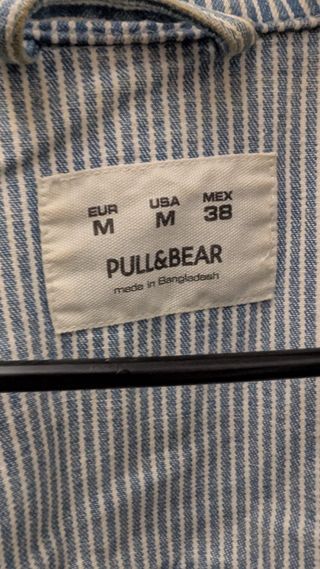 EUR USA MEX
M M 38
PULL&BEAR
made in Bangladesh